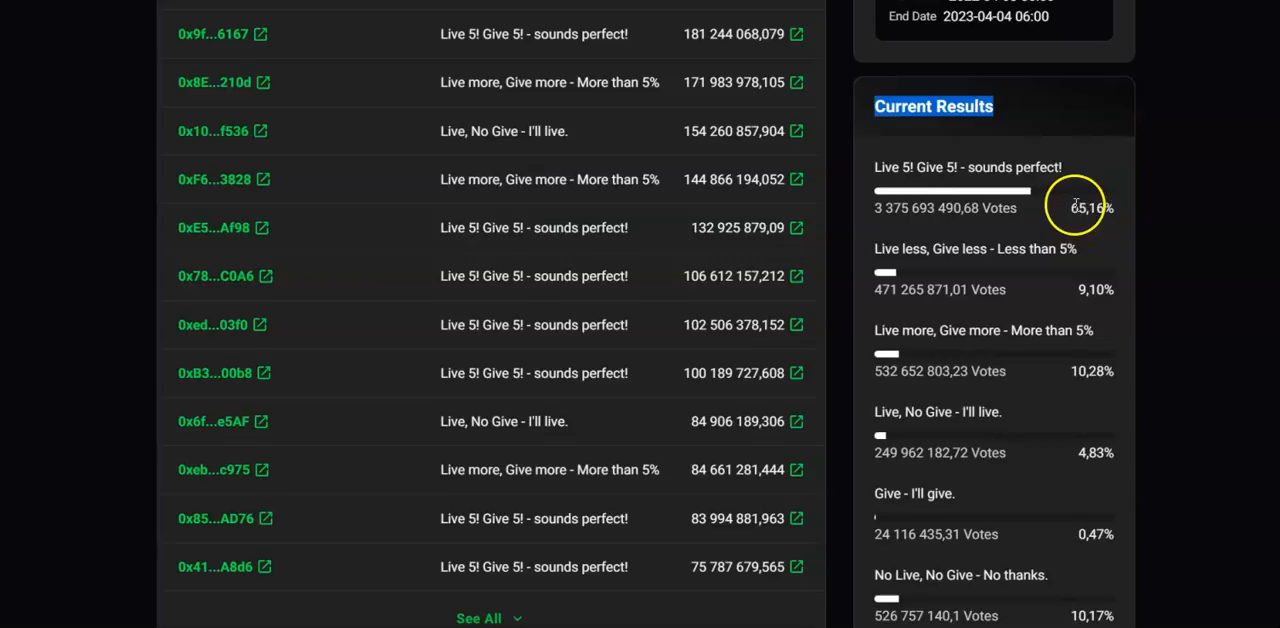 0x9f...6167 Live 5! Give 5! - sounds perfect! 181 244 068,079
0x8E...210d Live more, Give more - More than 5% 171 983 978,105
0x10...f536 Live, No Give - I'll live. 154 260 857,904
0xF6...3828 Live more, Give more - More than 5% 144 866 194,052
0xE5...Af98 Live 5! Give 5! - sounds perfect! 132 925 879,09
0x78...C0A6 Live 5! Give 5! - sounds perfect! 106 612 157,212
0xed...03f0 Live 5! Give 5! - sounds perfect! 102 506 378,152
0xB3...00b8 Live 5! Give 5! - sounds perfect! 100 189 727,608
0x6f...e5AF Live, No Give - I'll live. 84 906 189,306
0xeb...c975 Live more, Give more - More than 5% 84 661 281,444
0x85...AD76 Live 5! Give 5! - sounds perfect! 83 994 881,963
0x41...A8d6 Live 5! Give 5! - sounds perfect! 75 787 679,565
See All
End Date 2023-04-04 06:00
Current Results
Live 5! Give 5! - sounds perfect!
3 375 693 490,68 Votes 65,16%
Live less, Give less - Less than 5%
471 265 871,01 Votes 9,10%
Live more, Give more - More than 5%
532 652 803,23 Votes 10,28%
Live, No Give - I'll live.
249 962 182,72 Votes 4,83%
Give - I'll give.
24 116 435,31 Votes 0,47%
No Live, No Give - No thanks.
526 757 140,1 Votes 10,17%